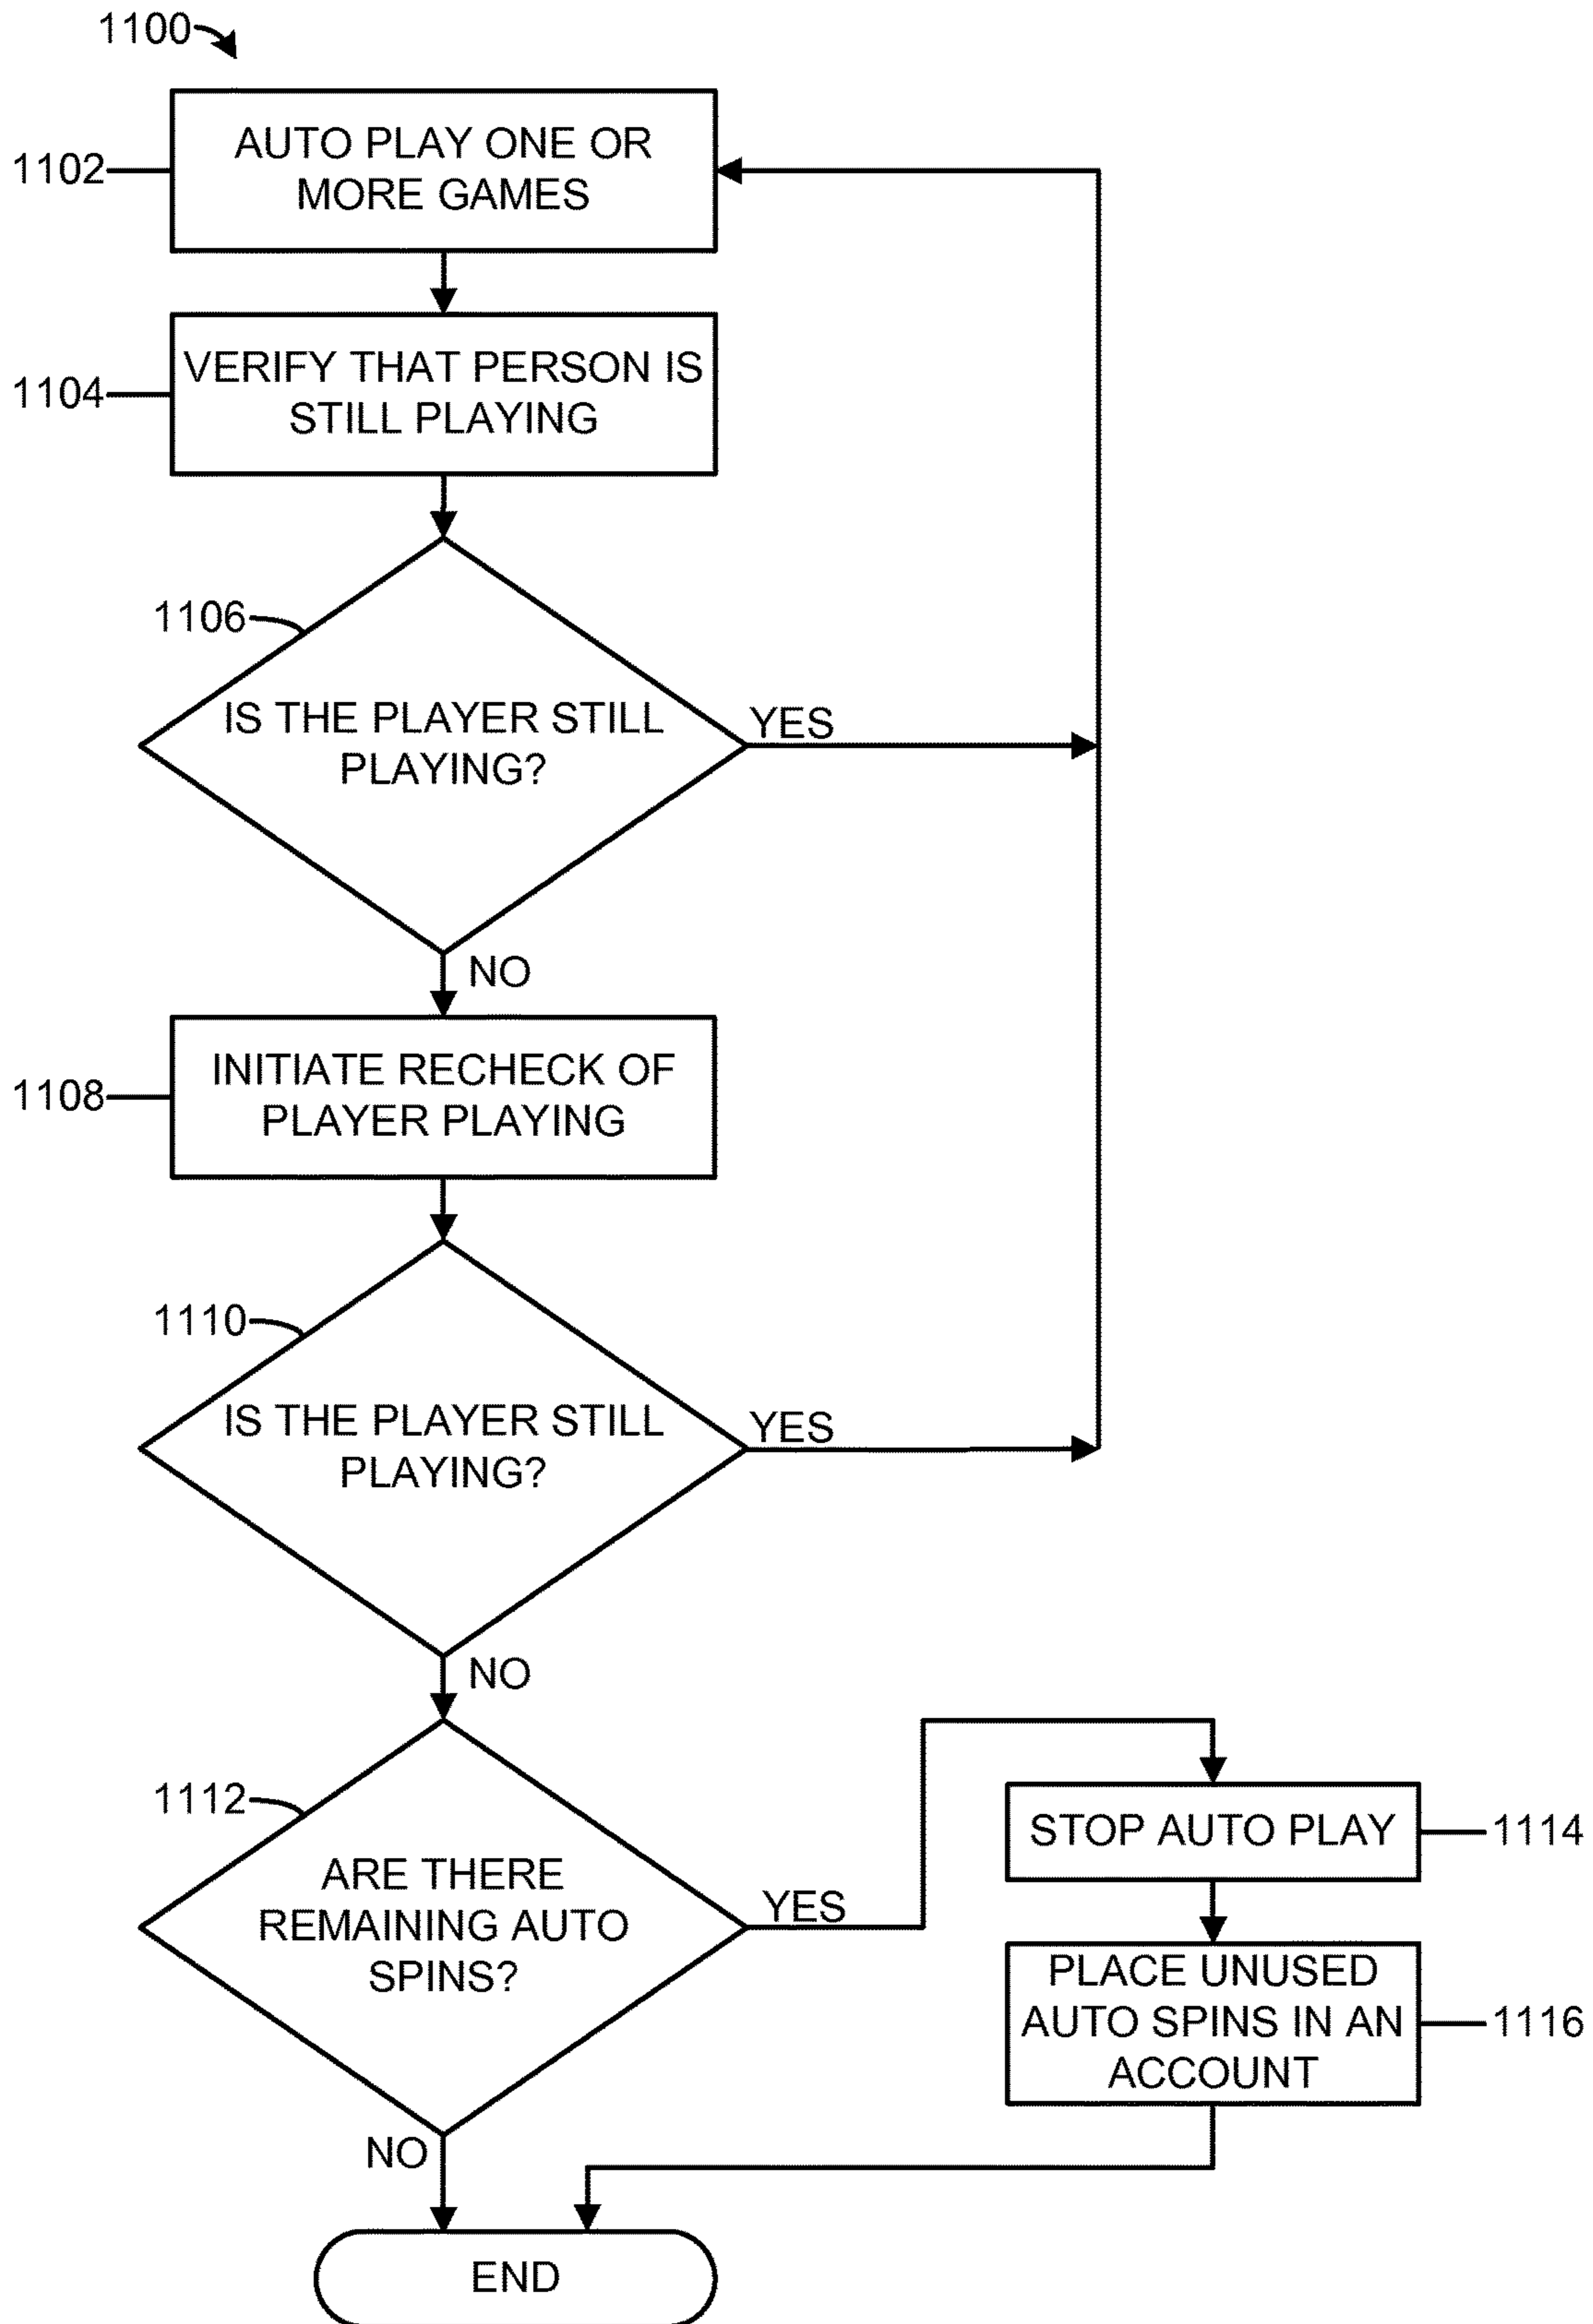 1100
AUTO PLAY ONE OR
MORE GAMES
1102
VERIFY THAT PERSON IS
STILL PLAYING
1104
1106
IS THE PLAYER STILL
PLAYING?
YES
NO
INITIATE RECHECK OF
PLAYER PLAYING
1108
1110
IS THE PLAYER STILL
PLAYING?
YES
NO
1112
ARE THERE
REMAINING AUTO
SPINS?
YES
STOP AUTO PLAY
1114
PLACE UNUSED
AUTO SPINS IN AN
ACCOUNT
1116
NO
END